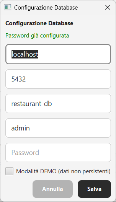 Configurazione Database
Configurazione Database
Password già configurata
localhost
5432
restaurant_db
admin
Password
Modalità DEMO (dati non persistenti)
Annulla
Salva